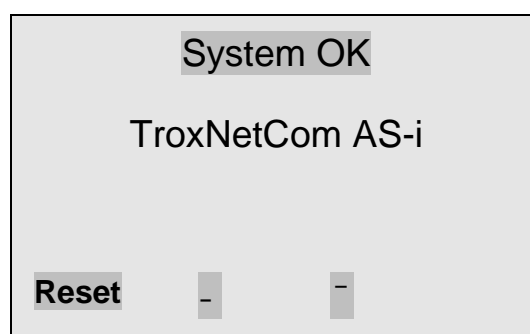 System OK
TroxNetCom AS-i
Reset - -